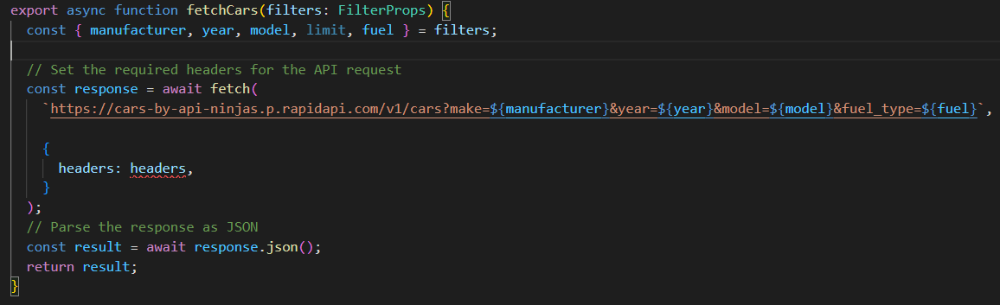 export async function fetchCars(filters: FilterProps) {
const { manufacturer, year, model, limit, fuel } = filters;
// Set the required headers for the API request
const response = await fetch(
`https://cars-by-api-ninjas.p.rapidapi.com/v1/cars?make=${manufacturer}&year=${year}&model=${model}&fuel_type=${fuel}`,
{
headers: headers,
}
);
// Parse the response as JSON
const result = await response.json();
return result;
}